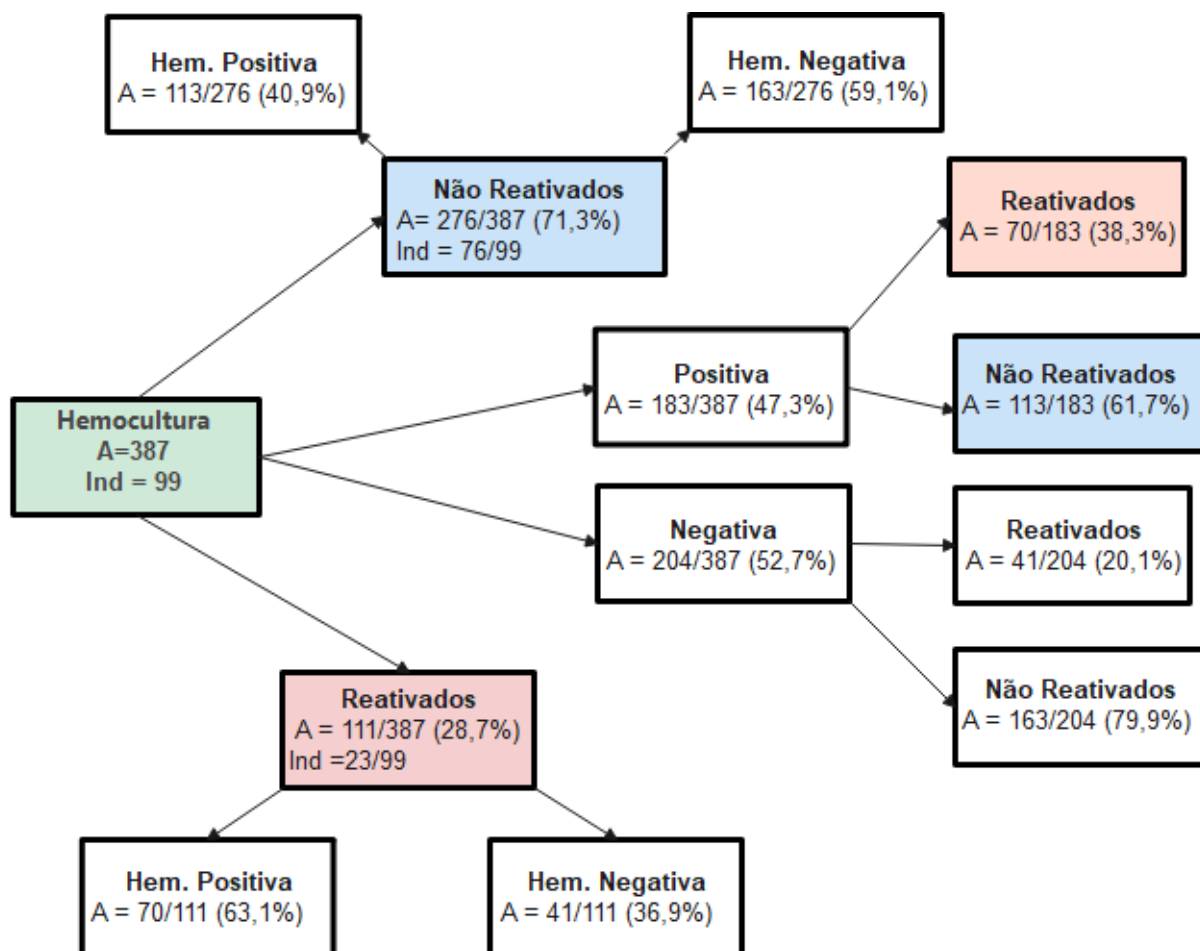 Hem. Positiva
A = 113/276 (40,9%)
Hem. Negativa
A = 163/276 (59,1%)
Não Reativados
A= 276/387 (71,3%)
Ind = 76/99
Reativados
A = 70/183 (38,3%)
Positiva
A = 183/387 (47,3%)
Não Reativados
A = 113/183 (61,7%)
Hemocultura
A=387
Ind = 99
Negativa
A = 204/387 (52,7%)
Reativados
A = 41/204 (20,1%)
Não Reativados
A = 163/204 (79,9%)
Reativados
A = 111/387 (28,7%)
Ind =23/99
Hem. Positiva
A = 70/111 (63,1%)
Hem. Negativa
A = 41/111 (36,9%)